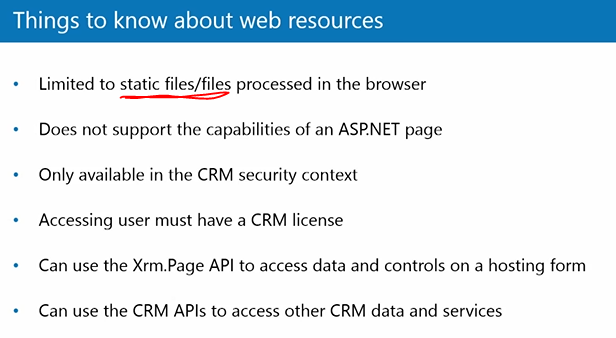 Things to know about web resources
• Limited to static files/files processed in the browser
• Does not support the capabilities of an ASP.NET page
• Only available in the CRM security context
• Accessing user must have a CRM license
• Can use the Xrm.Page API to access data and controls on a hosting form
• Can use the CRM APIs to access other CRM data and services